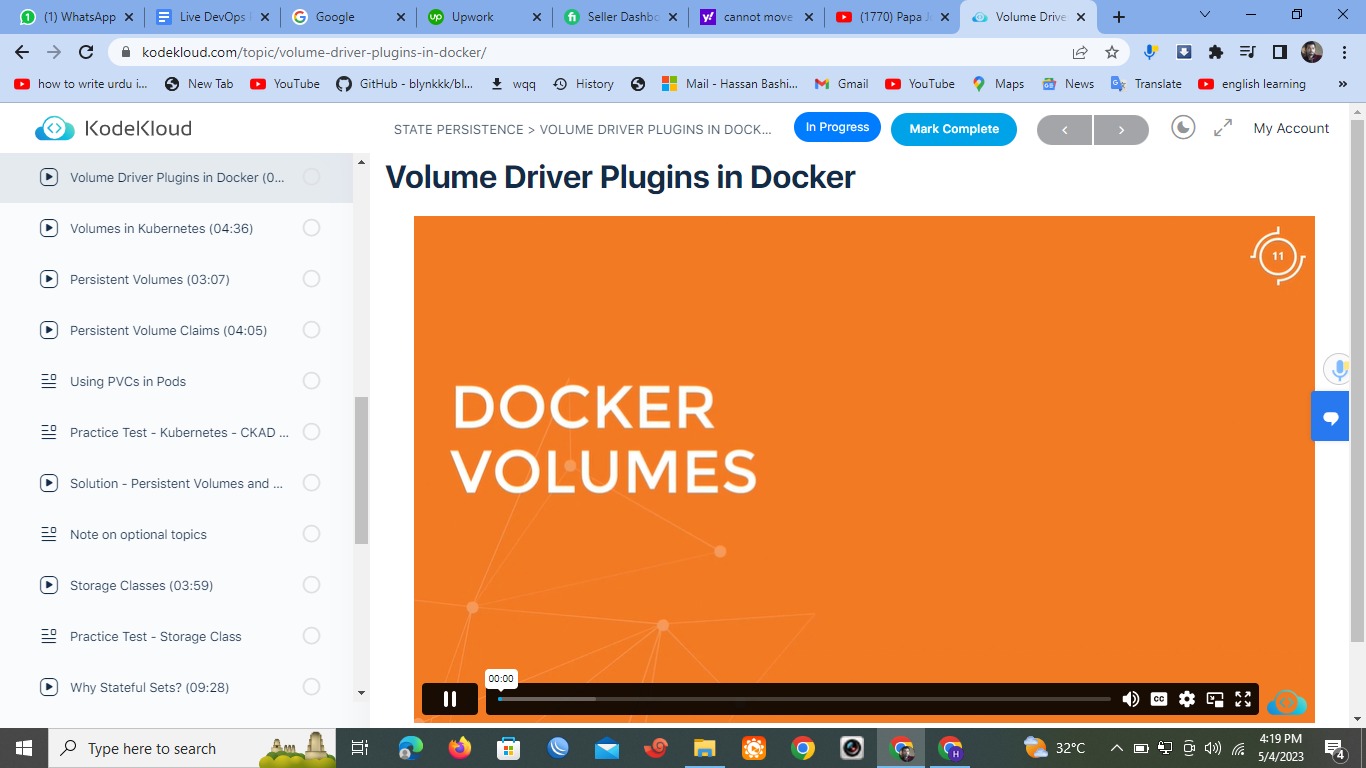 (1) WhatsApp
Live DevOps
Google
Upwork
Seller Dashbo
cannot move
(1770) Papa J
Volume Drive
kodekloud.com/topic/volume-driver-plugins-in-docker/
how to write urdu i...
New Tab
YouTube
GitHub - blynkkk/bl...
wqq
History
Mail - Hassan Bashi...
Gmail
YouTube
Maps
News
Translate
english learning
»
KodeKloud
STATE PERSISTENCE > VOLUME DRIVER PLUGINS IN DOCK...
In Progress
Mark Complete
<
>
My Account
Volume Driver Plugins in Docker (0...
Volumes in Kubernetes (04:36)
Persistent Volumes (03:07)
Persistent Volume Claims (04:05)
Using PVCs in Pods
Practice Test - Kubernetes - CKAD ...
Solution - Persistent Volumes and ...
Note on optional topics
Storage Classes (03:59)
Practice Test - Storage Class
Why Stateful Sets? (09:28)
Volume Driver Plugins in Docker
11
DOCKER
VOLUMES
00:00
CC
Type here to search
H
32°C
4:19 PM
5/4/2023
4